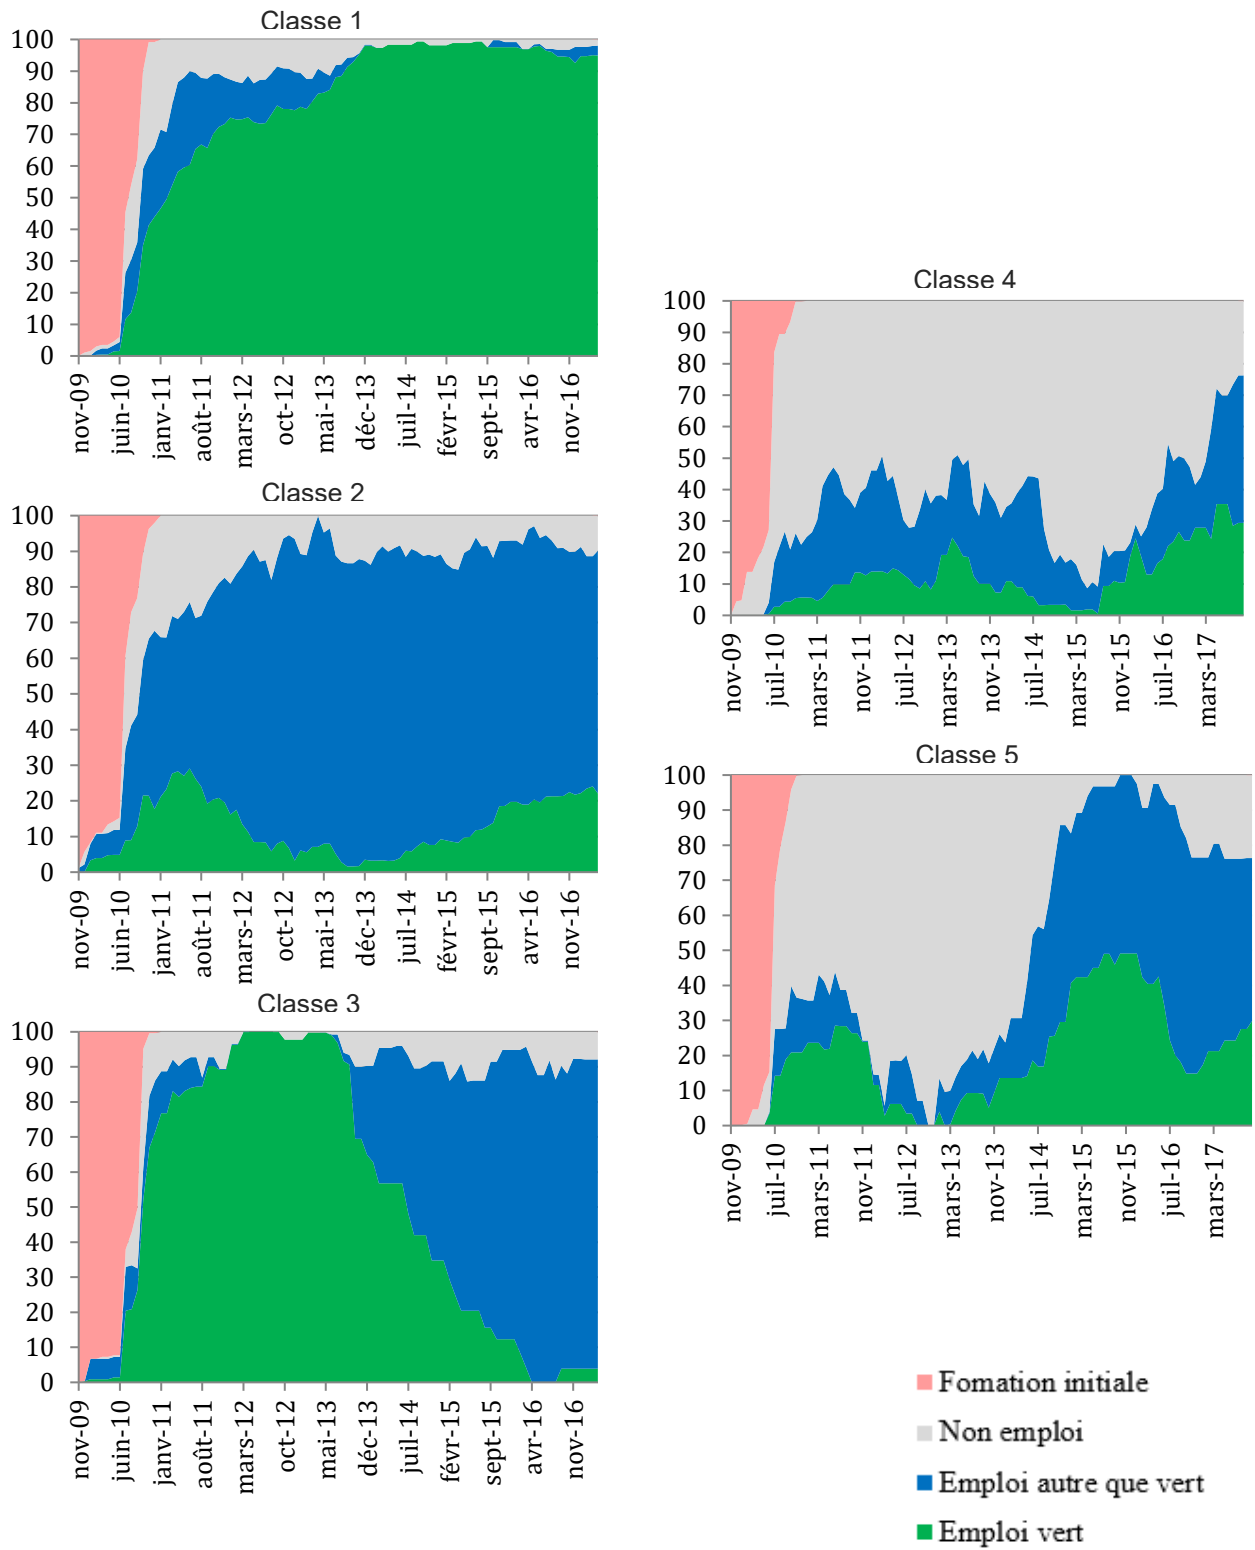 Classe 1
100
90
80
70
60
50
40
30
20
10
0
nov-09
juin-10
janv-11
août-11
mars-12
oct-12
mai-13
déc-13
juil-14
févr-15
sept-15
avr-16
nov-16
Classe 2
100
90
80
70
60
50
40
30
20
10
0
nov-09
juin-10
janv-11
août-11
mars-12
oct-12
mai-13
déc-13
juil-14
févr-15
sept-15
avr-16
nov-16
Classe 3
100
90
80
70
60
50
40
30
20
10
0
nov-09
juin-10
janv-11
août-11
mars-12
oct-12
mai-13
déc-13
juil-14
févr-15
sept-15
avr-16
nov-16
Classe 4
100
90
80
70
60
50
40
30
20
10
0
nov-09
juil-10
mars-11
nov-11
juil-12
mars-13
nov-13
juil-14
mars-15
nov-15
juil-16
mars-17
Classe 5
100
90
80
70
60
50
40
30
20
10
0
nov-09
juil-10
mars-11
nov-11
juil-12
mars-13
nov-13
juil-14
mars-15
nov-15
juil-16
mars-17
Fomation initiale
Non emploi
Emploi autre que vert
Emploi vert